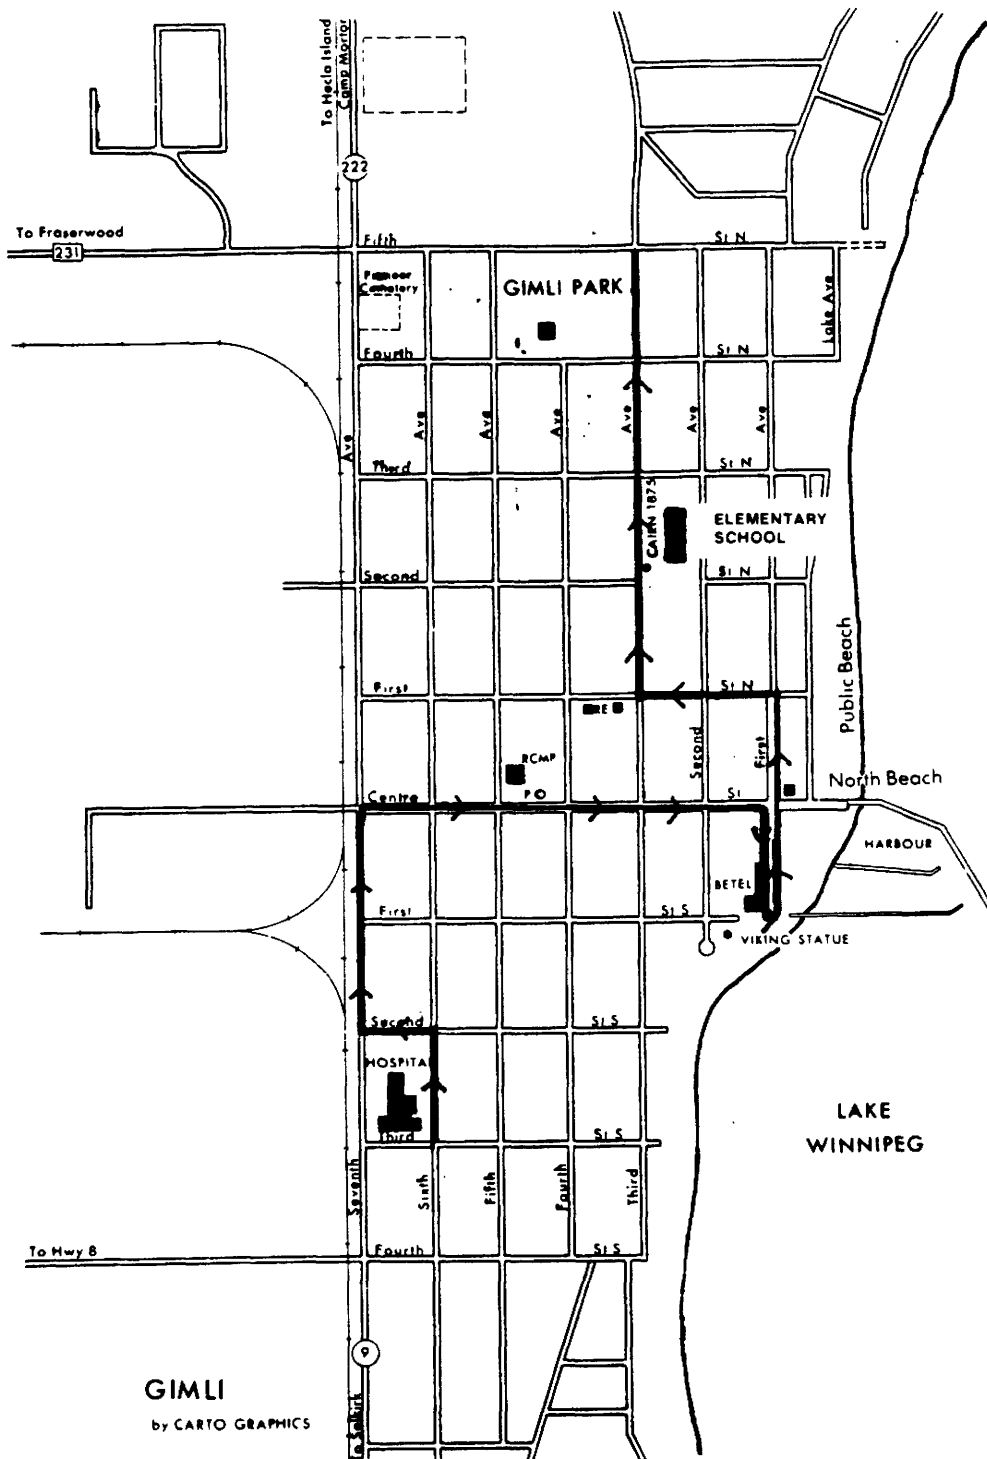 To Hecla Island
Camp Morton
222
To Fraserwood
231
Fifth
St N
Pioneer
Cemetery
GIMLI PARK
Lake Ave
Fourth
St N
Ave
Ave
Ave
Ave
Ave
Ave
Ave
Third
St N
CAIRN 1875
ELEMENTARY
SCHOOL
Second
St N
Public Beach
First
St N
RE
Second
First
RCMP
P O
North Beach
Centre
St
HARBOUR
BETEL
First
St S
VIKING STATUE
Second
St S
HOSPITAL
LAKE
WINNIPEG
Third
St S
Seventh
Sixth
Fifth
Fourth
Third
To Hwy 8
Fourth
St S
9
GIMLI
by CARTO GRAPHICS
To Selkirk